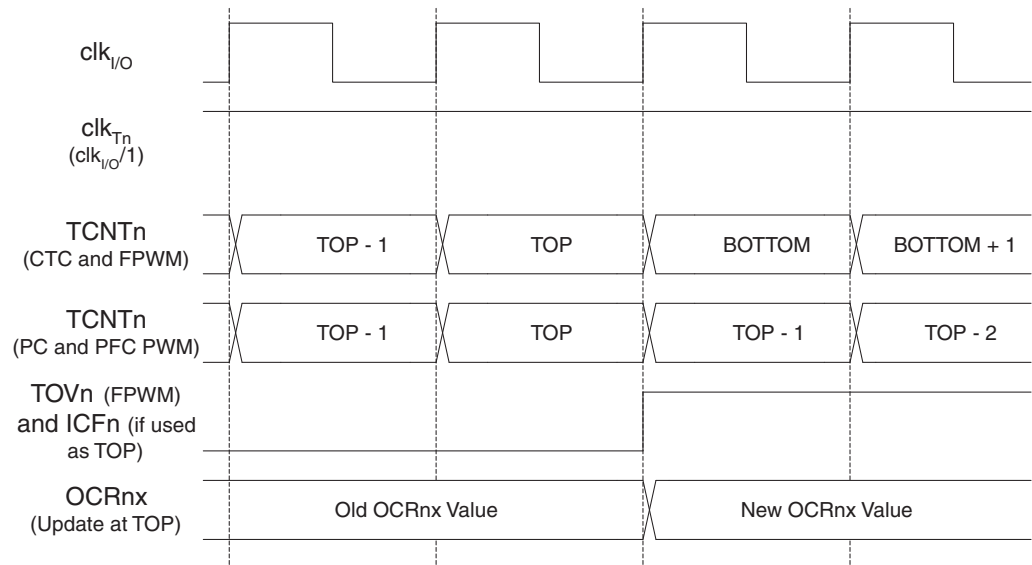 clkI/O
clkTn
(clkI/O/1)
TCNTn
(CTC and FPWM)
TOP - 1
TOP
BOTTOM
BOTTOM + 1
TCNTn
(PC and PFC PWM)
TOP - 1
TOP
TOP - 1
TOP - 2
TOVn (FPWM)
and ICFn (if used
as TOP)
OCRnx
(Update at TOP)
Old OCRnx Value
New OCRnx Value